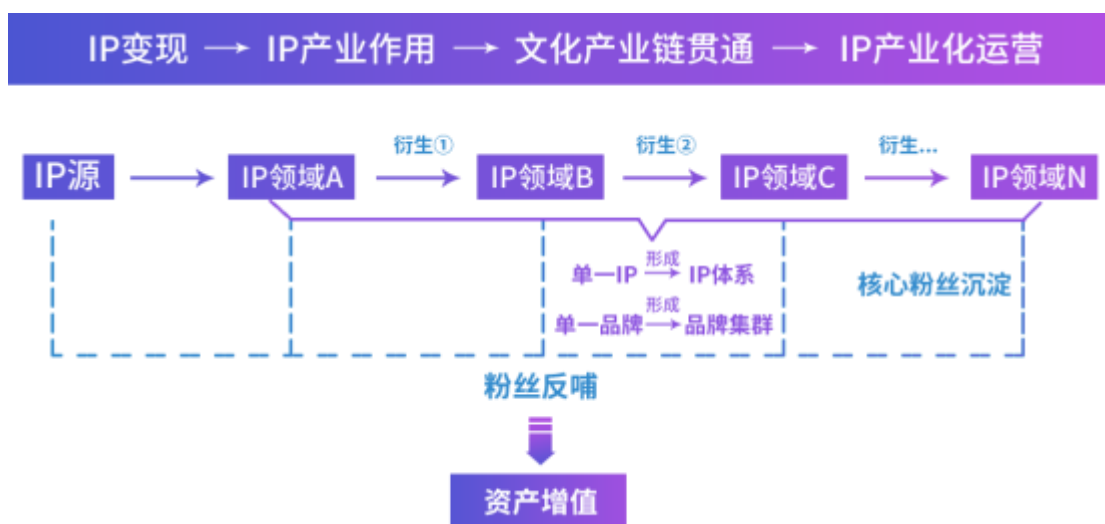 IP变现 → IP产业作用 → 文化产业链贯通 → IP产业化运营
衍生① 衍生② 衍生...
IP源 IP领域A IP领域B IP领域C IP领域N
形成
单一IP IP体系
核心粉丝沉淀
形成
单一品牌 品牌集群
粉丝反哺
资产增值